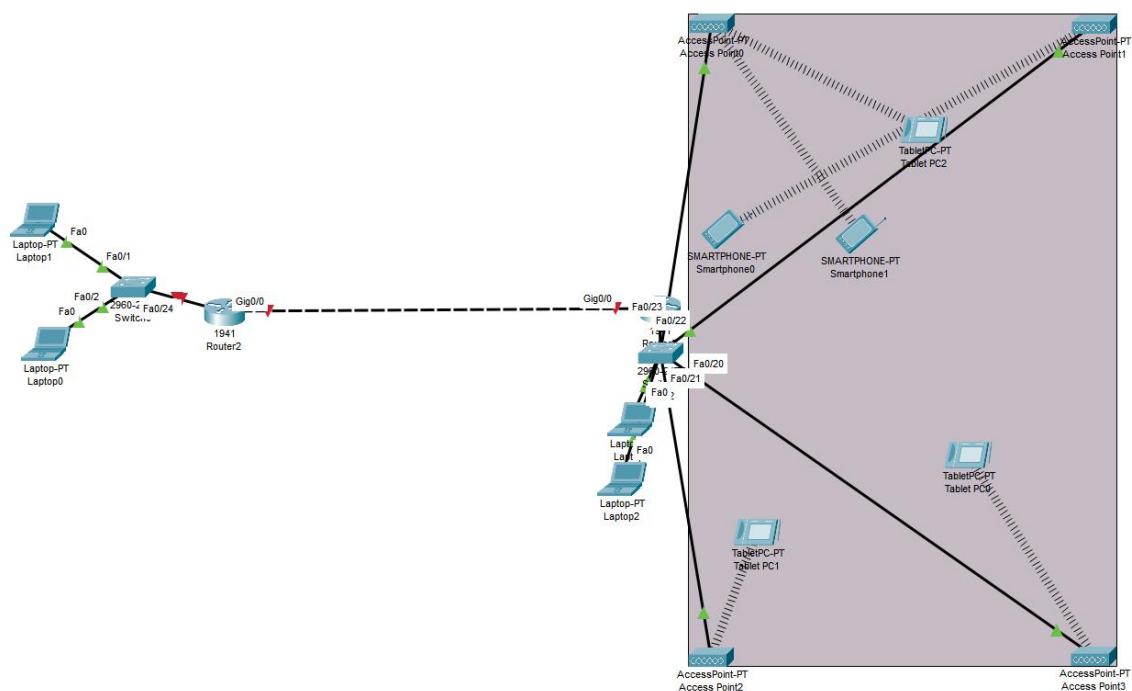 AccessPoint-PT
Access Point0
AccessPoint-PT
Access Point1
TabletPC-PT
Tablet PC2
Fa0
Laptop-PT
Laptop1
Fa0/1
SMARTPHONE-PT
Smartphone0
SMARTPHONE-PT
Smartphone1
Fa0/2
Fa0
Fa0/24
Gig0/0
1941
Router2
Gig0/0
Fa0/23
Fa0/22
Laptop-PT
Laptop0
Fa0/20
Fa0/21
Fa0
Fa0
Laptop-PT
Laptop2
TabletPC-PT
Tablet PC0
TabletPC-PT
Tablet PC1
AccessPoint-PT
Access Point2
AccessPoint-PT
Access Point3